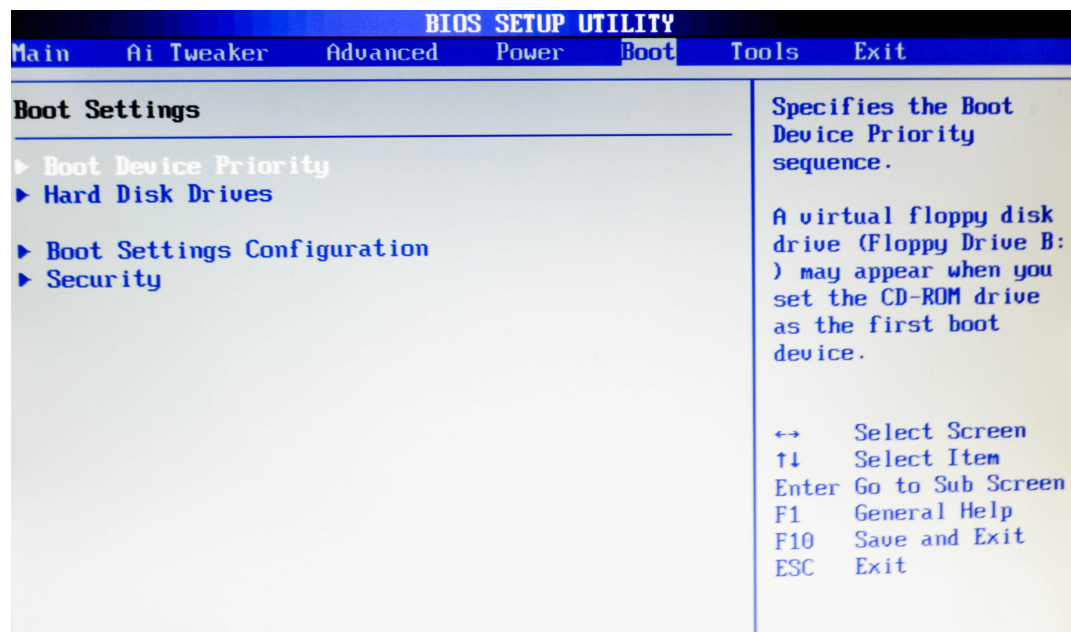 BIOS SETUP UTILITY
Main Ai Tweaker Advanced Power Boot Tools Exit
Boot Settings
▶ Boot Device Priority
▶ Hard Disk Drives
▶ Boot Settings Configuration
▶ Security
Specifies the Boot
Device Priority
sequence.
A virtual floppy disk
drive (Floppy Drive B:
) may appear when you
set the CD-ROM drive
as the first boot
device.
↔ Select Screen
↑↓ Select Item
Enter Go to Sub Screen
F1 General Help
F10 Save and Exit
ESC Exit